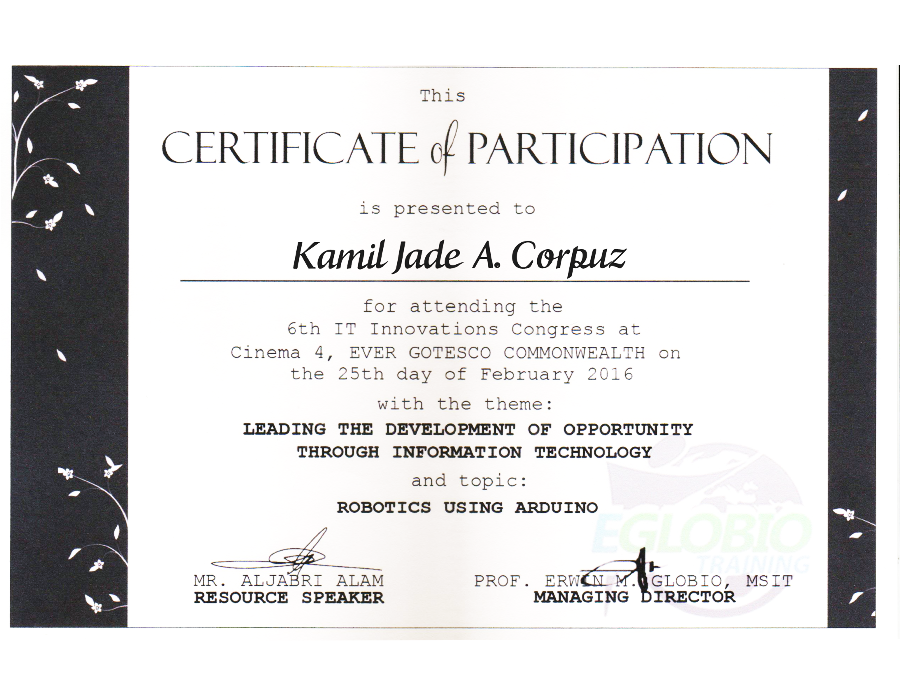 This
CERTIFICATE of PARTICIPATION
is presented to
Kamil Jade A. Corpuz
for attending the
6th IT Innovations Congress at
Cinema 4, EVER GOTESCO COMMONWEALTH on
the 25th day of February 2016
with the theme:
LEADING THE DEVELOPMENT OF OPPORTUNITY
THROUGH INFORMATION TECHNOLOGY
and topic:
ROBOTICS USING ARDUINO
EGLOBIO
TRAINING
MR. ALJABRI ALAM PROF. ERWIN M. GLOBIO, MSIT
RESOURCE SPEAKER MANAGING DIRECTOR